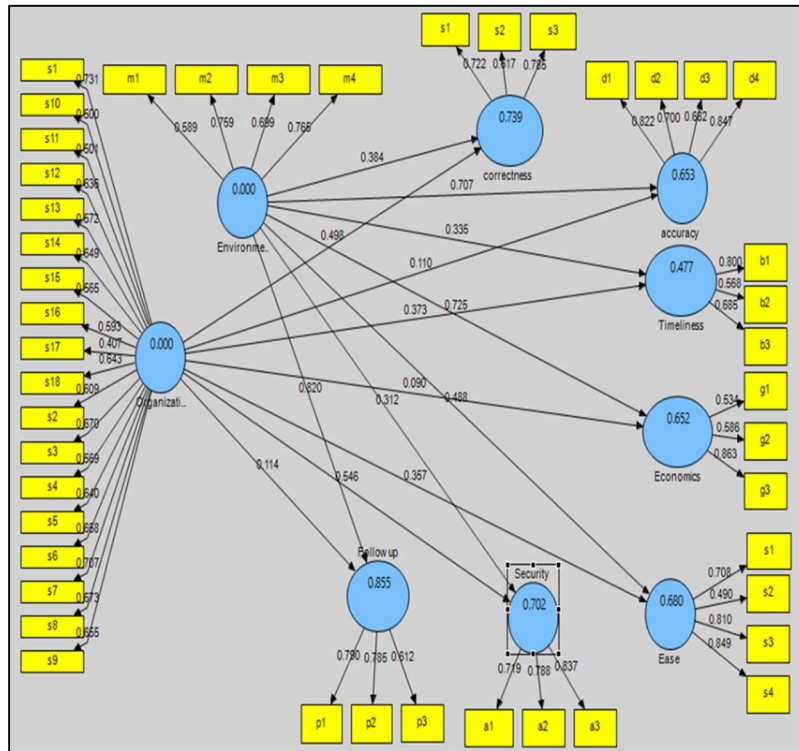 s1
s2
s3
0.722
0.617
0.785
0.739
correctness
m1
m2
m3
m4
0.589
0.759
0.699
0.765
0.000
Environme..
d1
d2
d3
d4
0.822
0.700
0.682
0.847
0.653
accuracy
s1
s10
s11
s12
s13
s14
s15
s16
s17
s18
s2
s3
s4
s5
s6
s7
s8
s9
0.731
0.500
0.501
0.636
0.572
0.649
0.565
0.593
0.407
0.643
0.609
0.670
0.569
0.640
0.658
0.707
0.673
0.655
0.000
Organizati..
0.384
0.707
0.498
0.335
0.110
0.373
0.725
0.090
0.820
0.312
0.488
0.114
0.546
0.357
0.477
Timeliness
0.800
0.568
0.685
b1
b2
b3
0.652
Economics
0.534
0.586
0.863
g1
g2
g3
Follow up
0.855
0.790
0.785
0.612
p1
p2
p3
Security
0.702
0.719
0.788
0.837
a1
a2
a3
0.680
Ease
0.708
0.490
0.810
0.849
s1
s2
s3
s4